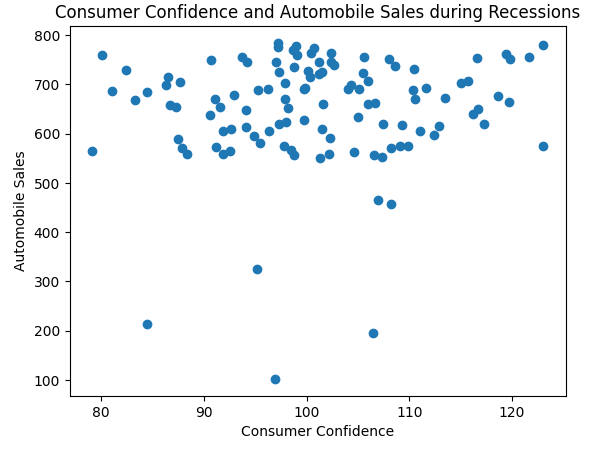 Consumer Confidence and Automobile Sales during Recessions
800
700
600
500
400
300
200
100
Automobile Sales
80 90 100 110 120
Consumer Confidence